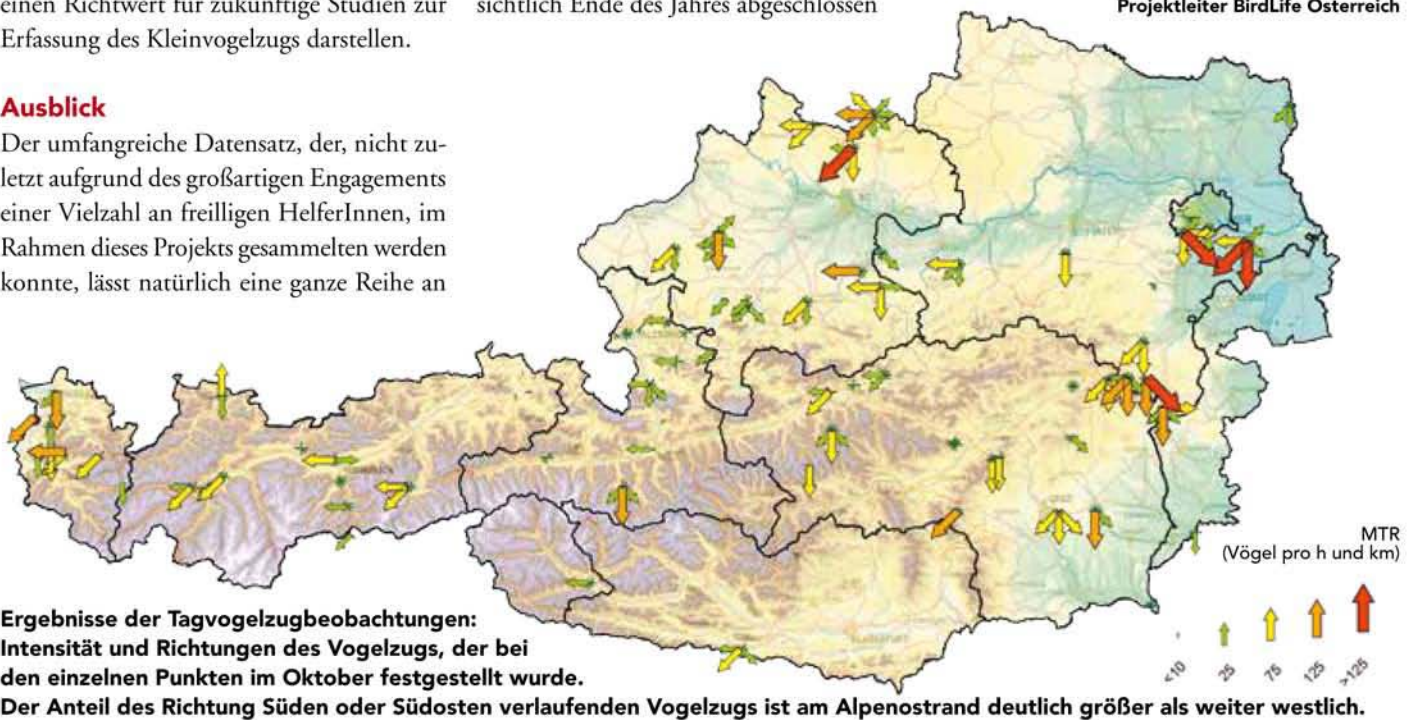 einen Richtwert für zukünftige Studien zur
Erfassung des Kleinvogelzugs darstellen.
Ausblick
Der umfangreiche Datensatz, der, nicht zu-
letzt aufgrund des großartigen Engagements
einer Vielzahl an freilligen HelferInnen, im
Rahmen dieses Projekts gesammelten werden
konnte, lässt natürlich eine ganze Reihe an
sichtlich Ende des Jahres abgeschlossen
Projektleiter BirdLife Österreich
MTR
(Vögel pro h und km)
<10
25
75
125
>125
Ergebnisse der Tagvogelzugbeobachtungen:
Intensität und Richtungen des Vogelzugs, der bei
den einzelnen Punkten im Oktober festgestellt wurde.
Der Anteil des Richtung Süden oder Südosten verlaufenden Vogelzugs ist am Alpenostrand deutlich größer als weiter westlich.